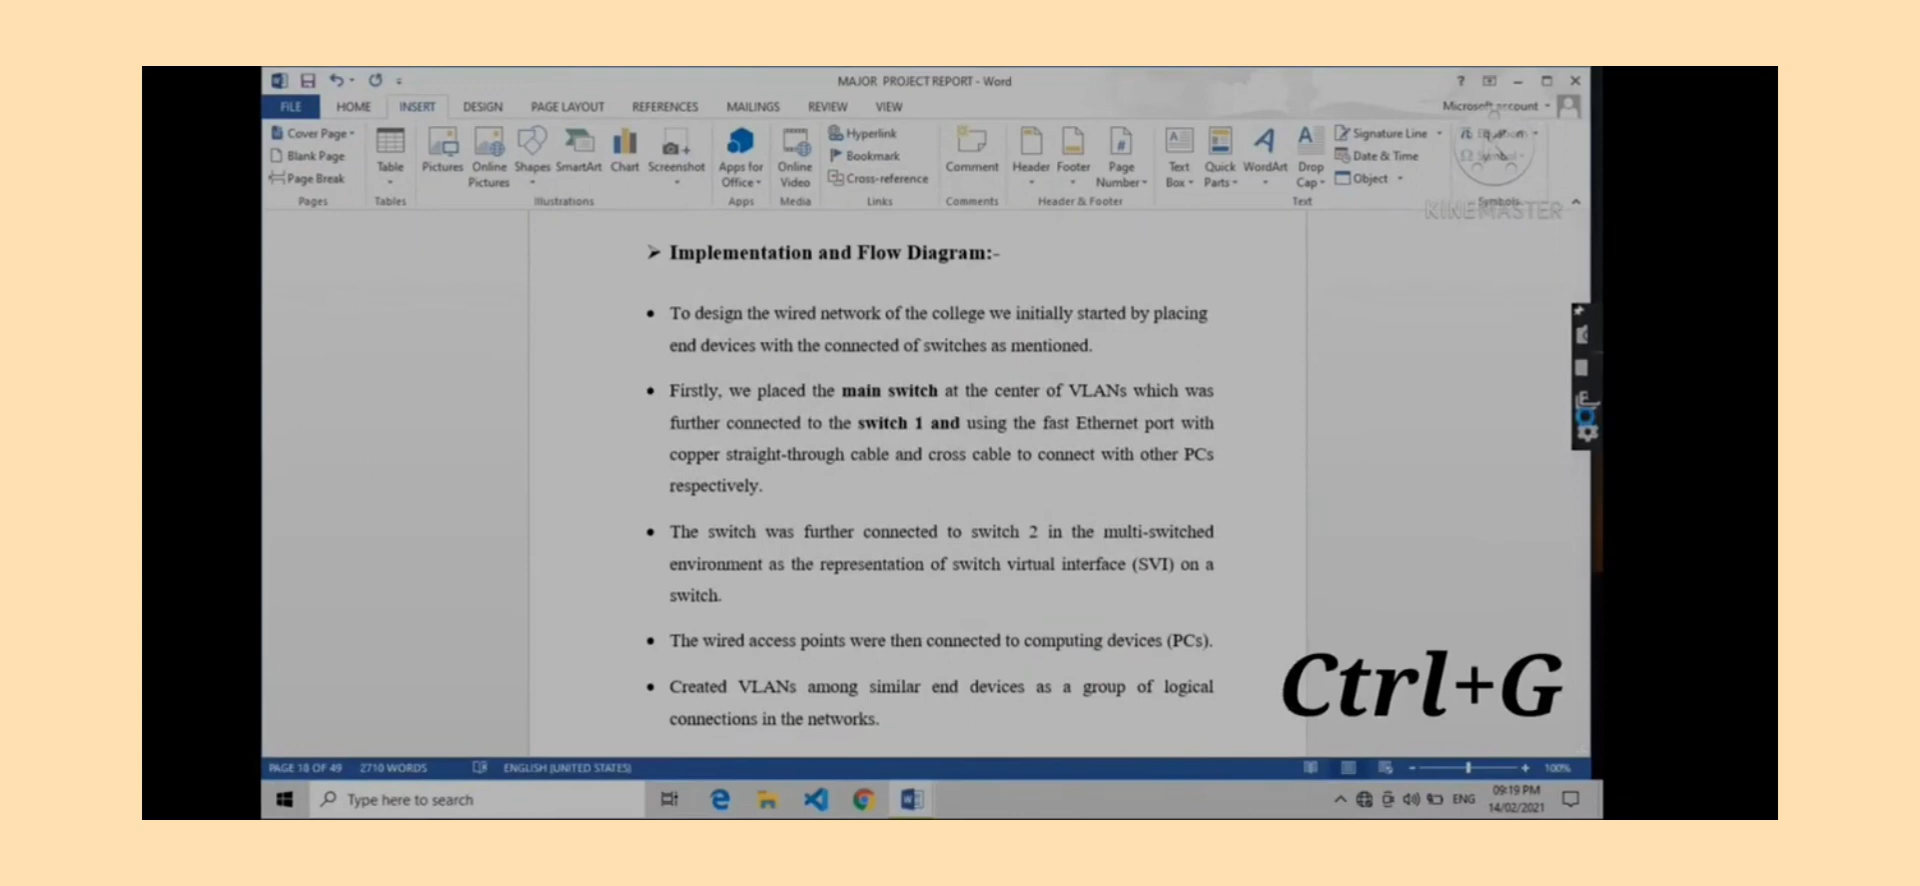 MAJOR PROJECT REPORT - Word
FILE HOME INSERT DESIGN PAGE LAYOUT REFERENCES MAILINGS REVIEW VIEW
Microsoft account
Cover Page
Blank Page
Page Break
Pages
Table
Tables
Pictures
Online Pictures
Shapes
SmartArt
Chart
Screenshot
Illustrations
Apps for Office
Apps
Online Video
Media
Hyperlink
Bookmark
Cross-reference
Links
Comment
Comments
Header
Footer
Page Number
Header & Footer
Text Box
Quick Parts
WordArt
Drop Cap
Signature Line
Date & Time
Object
Text
Equation
Symbol
Symbols
KINEMASTER
➢ Implementation and Flow Diagram:-
• To design the wired network of the college we initially started by placing
end devices with the connected of switches as mentioned.
• Firstly, we placed the main switch at the center of VLANs which was
further connected to the switch 1 and using the fast Ethernet port with
copper straight-through cable and cross cable to connect with other PCs
respectively.
• The switch was further connected to switch 2 in the multi-switched
environment as the representation of switch virtual interface (SVI) on a
switch.
• The wired access points were then connected to computing devices (PCs).
• Created VLANs among similar end devices as a group of logical
connections in the networks.
Ctrl+G
PAGE 18 OF 49 2710 WORDS ENGLISH (UNITED STATES) 100%
Type here to search
ENG
09:19 PM
14/02/2021